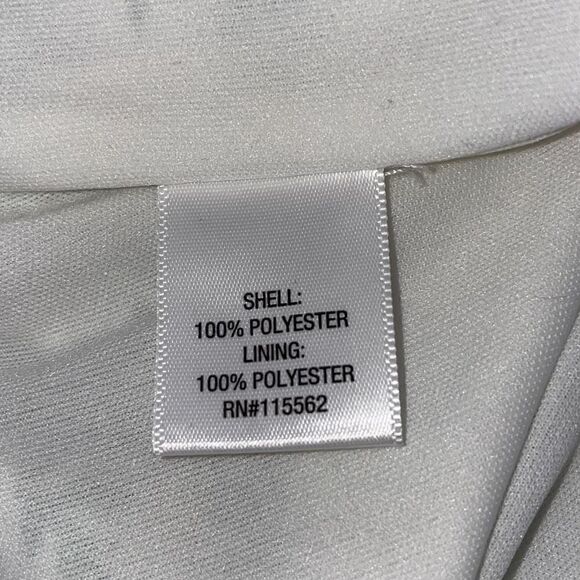 SHELL:
100% POLYESTER
LINING:
100% POLYESTER
RN#115562